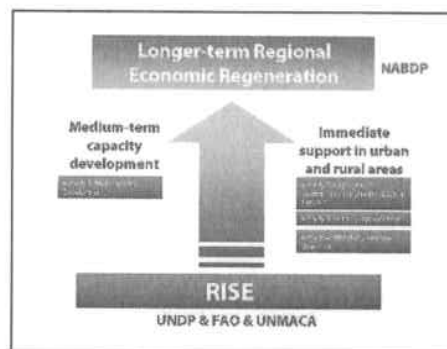 Longer-term Regional
Economic Regeneration
NABDP
Medium-term
capacity
development
Immediate
support in urban
and rural areas
RISE
UNDP & FAO & UNMACA